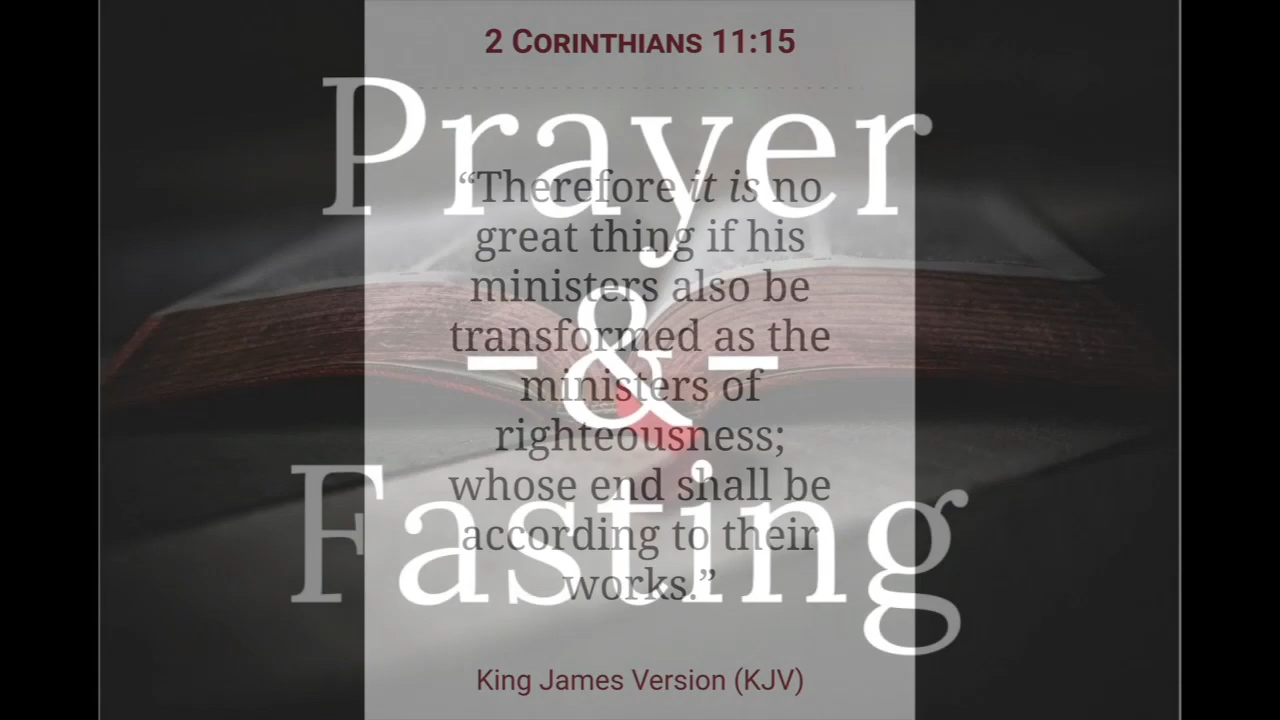 2 Corinthians 11:15
Prayer
“Therefore it is no
great thing if his
ministers also be
transformed as the
- & -
ministers of
righteousness;
whose end shall be
Fasting
according to their
works.”
King James Version (KJV)